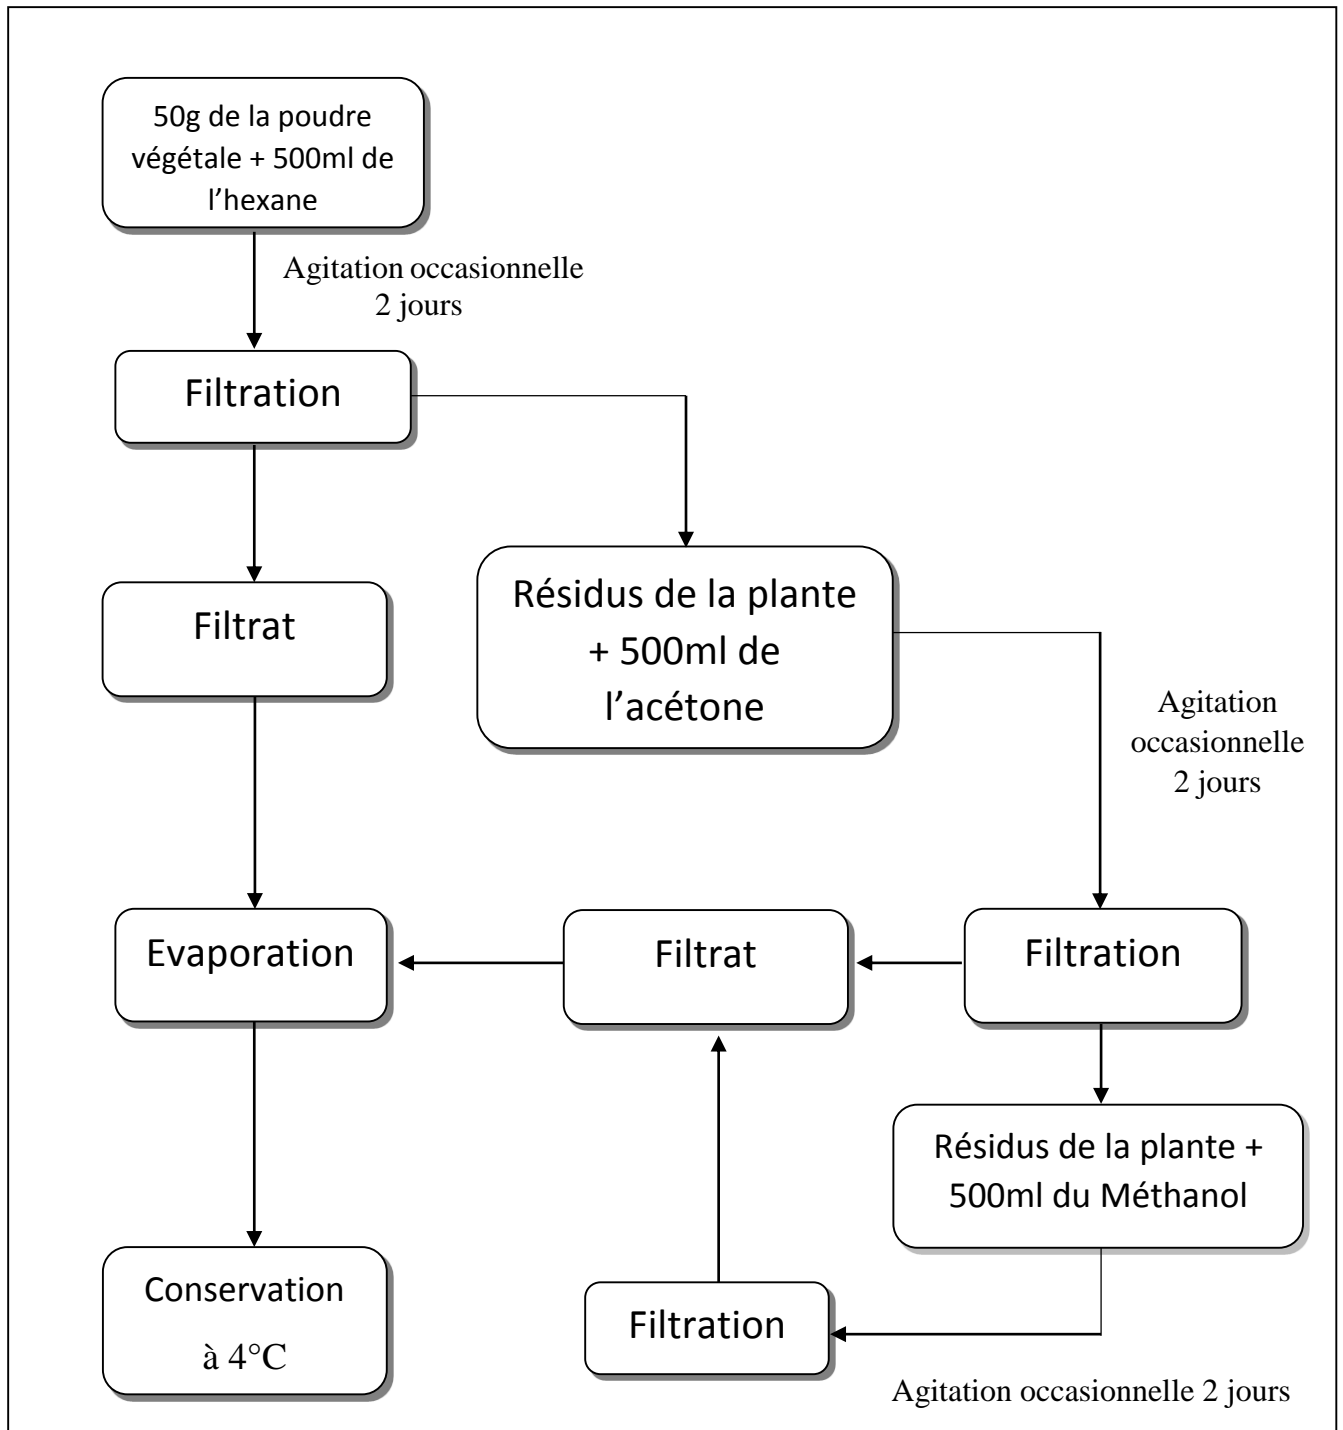 50g de la poudre
végétale + 500ml de
l’hexane
Agitation occasionnelle
2 jours
Filtration
Filtrat
Résidus de la plante
+ 500ml de
l’acétone
Agitation
occasionnelle
2 jours
Evaporation
Filtrat
Filtration
Résidus de la plante +
500ml du Méthanol
Conservation
à 4°C
Filtration
Agitation occasionnelle 2 jours